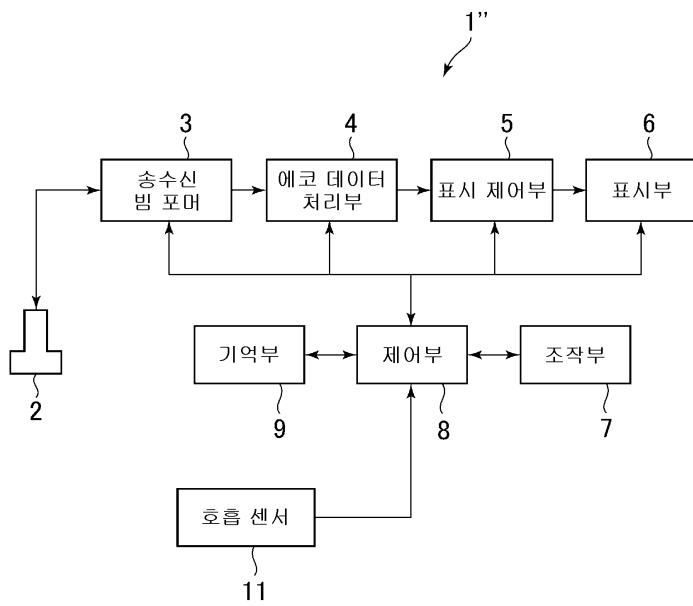 1’’
3
4
5
6
송수신
빔 포머
에코 데이터
처리부
표시 제어부
표시부
기억부
제어부
조작부
2
9
8
7
호흡 센서
11